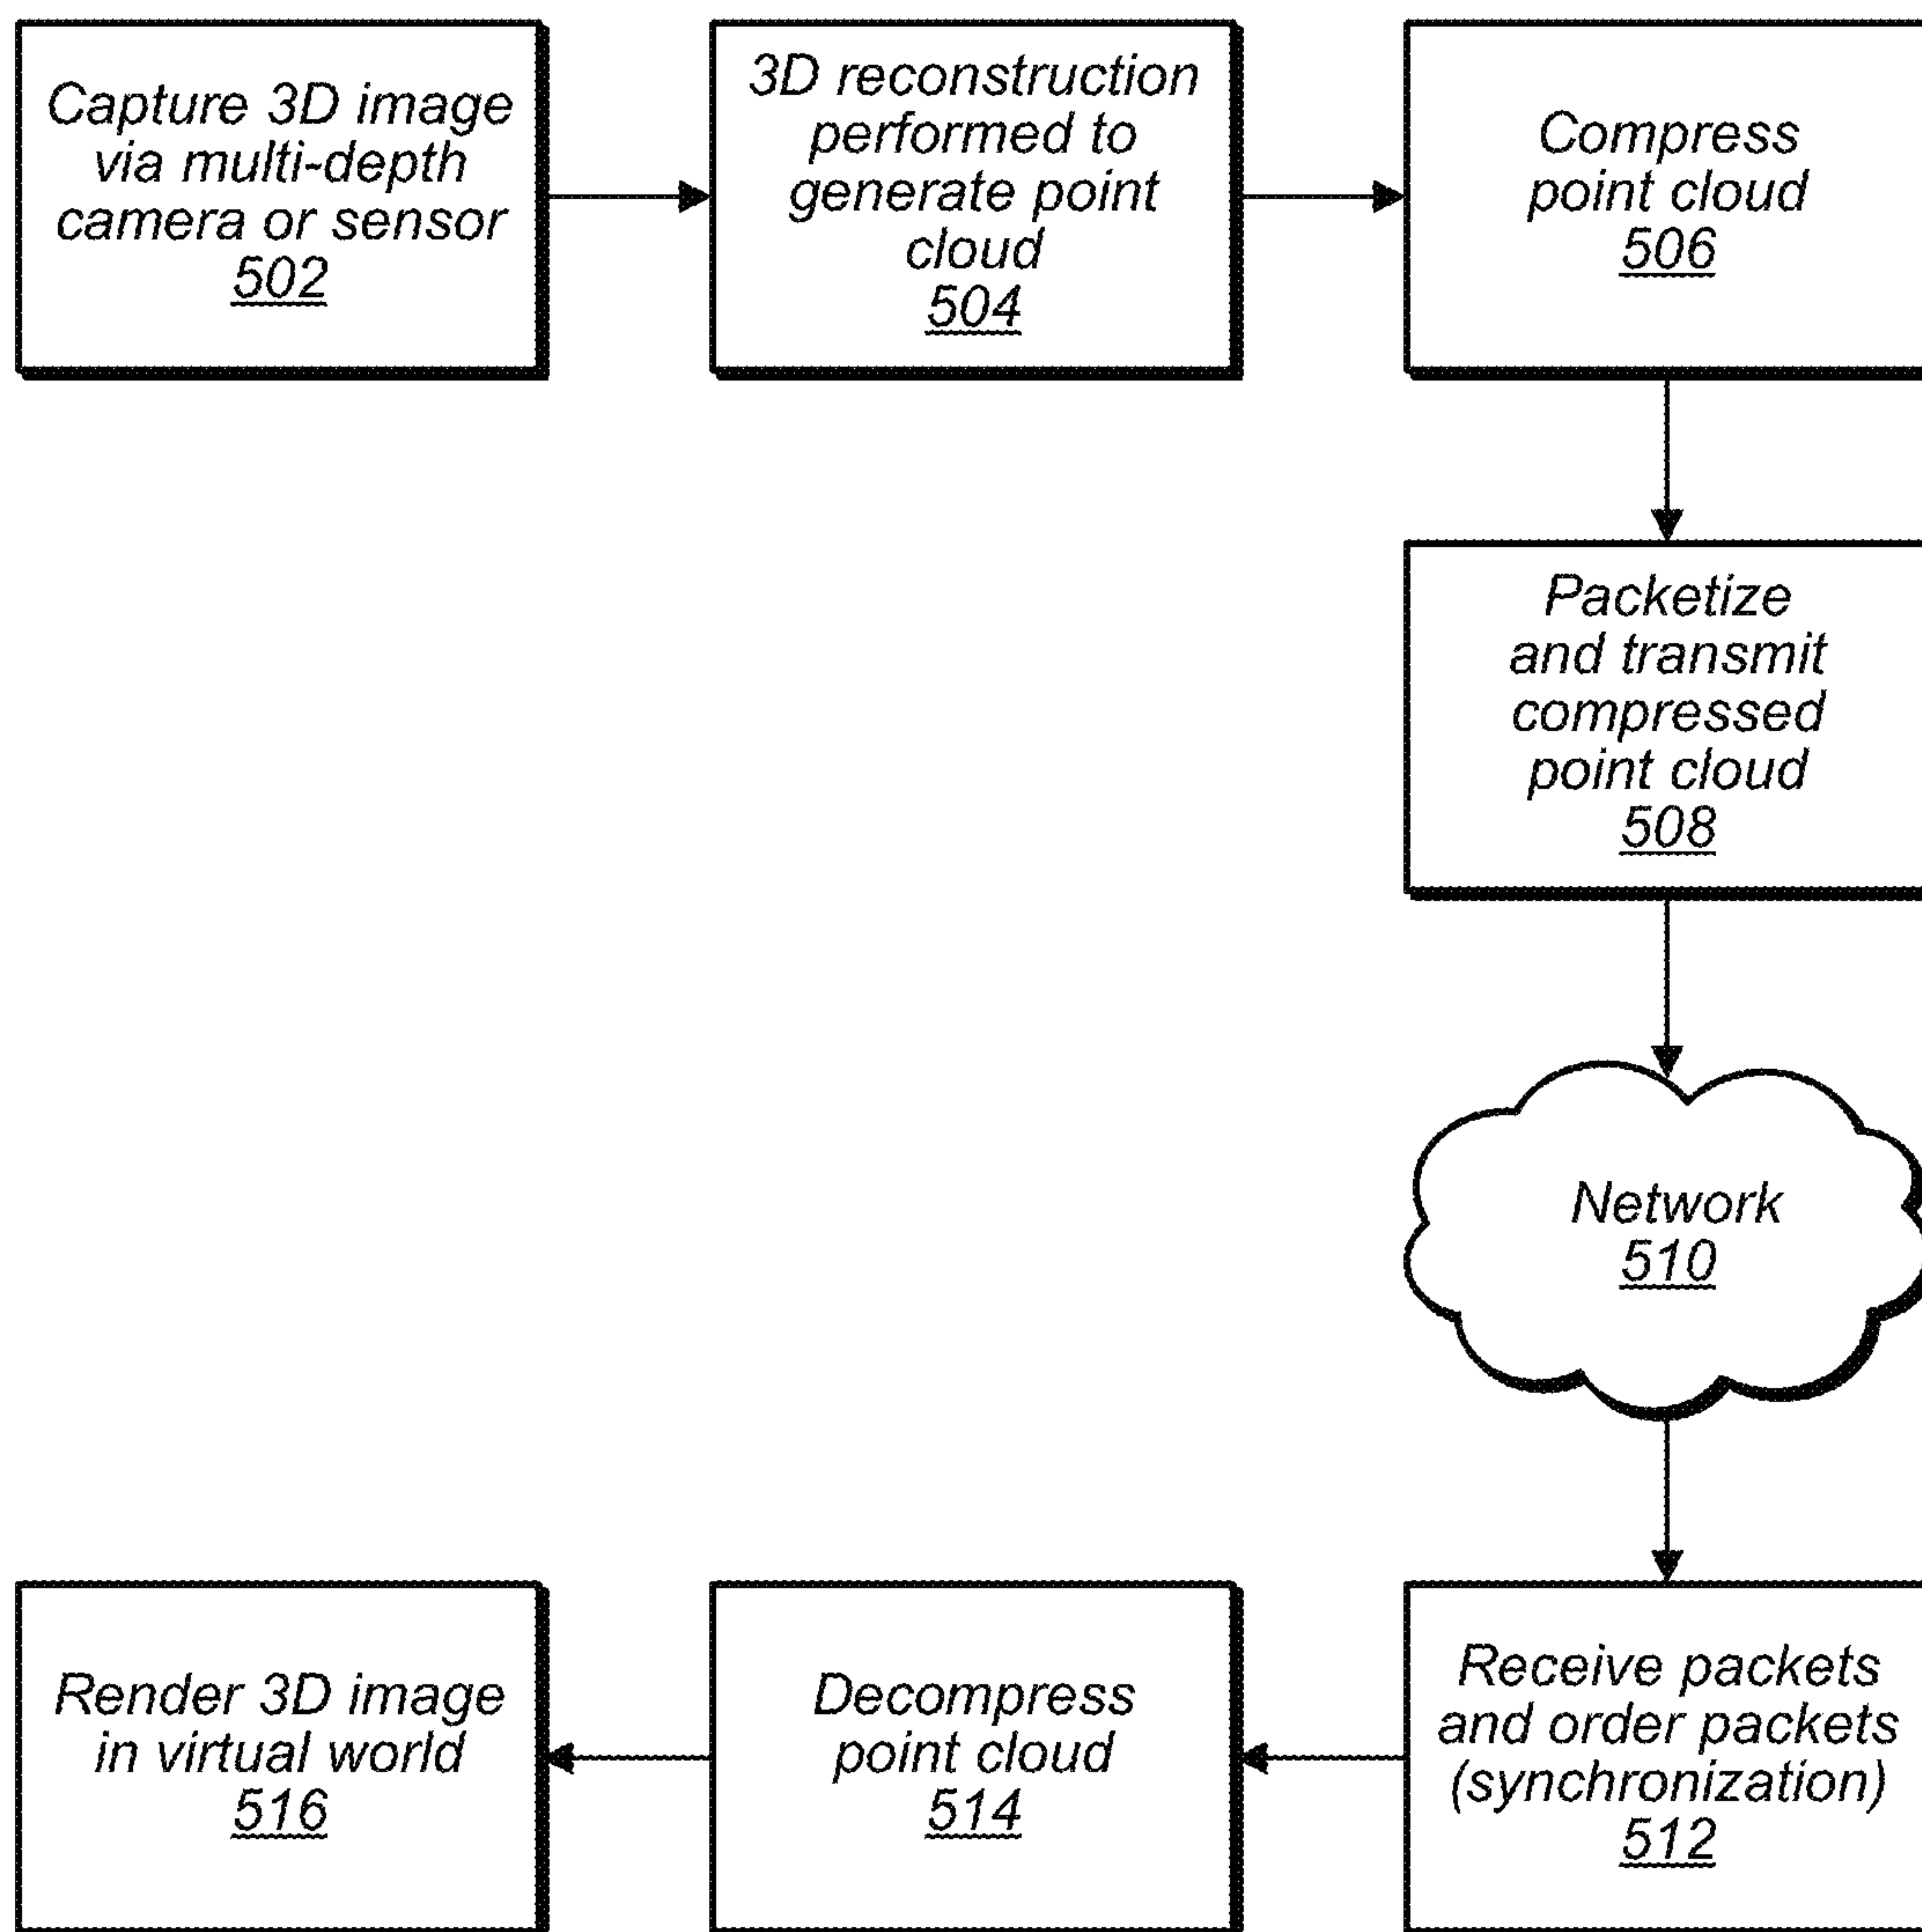 Capture 3D image
via multi-depth
camera or sensor
502
3D reconstruction
performed to
generate point
cloud
504
Compress
point cloud
506
Packetize
and transmit
compressed
point cloud
508
Network
510
Receive packets
and order packets
(synchronization)
512
Decompress
point cloud
514
Render 3D image
in virtual world
516